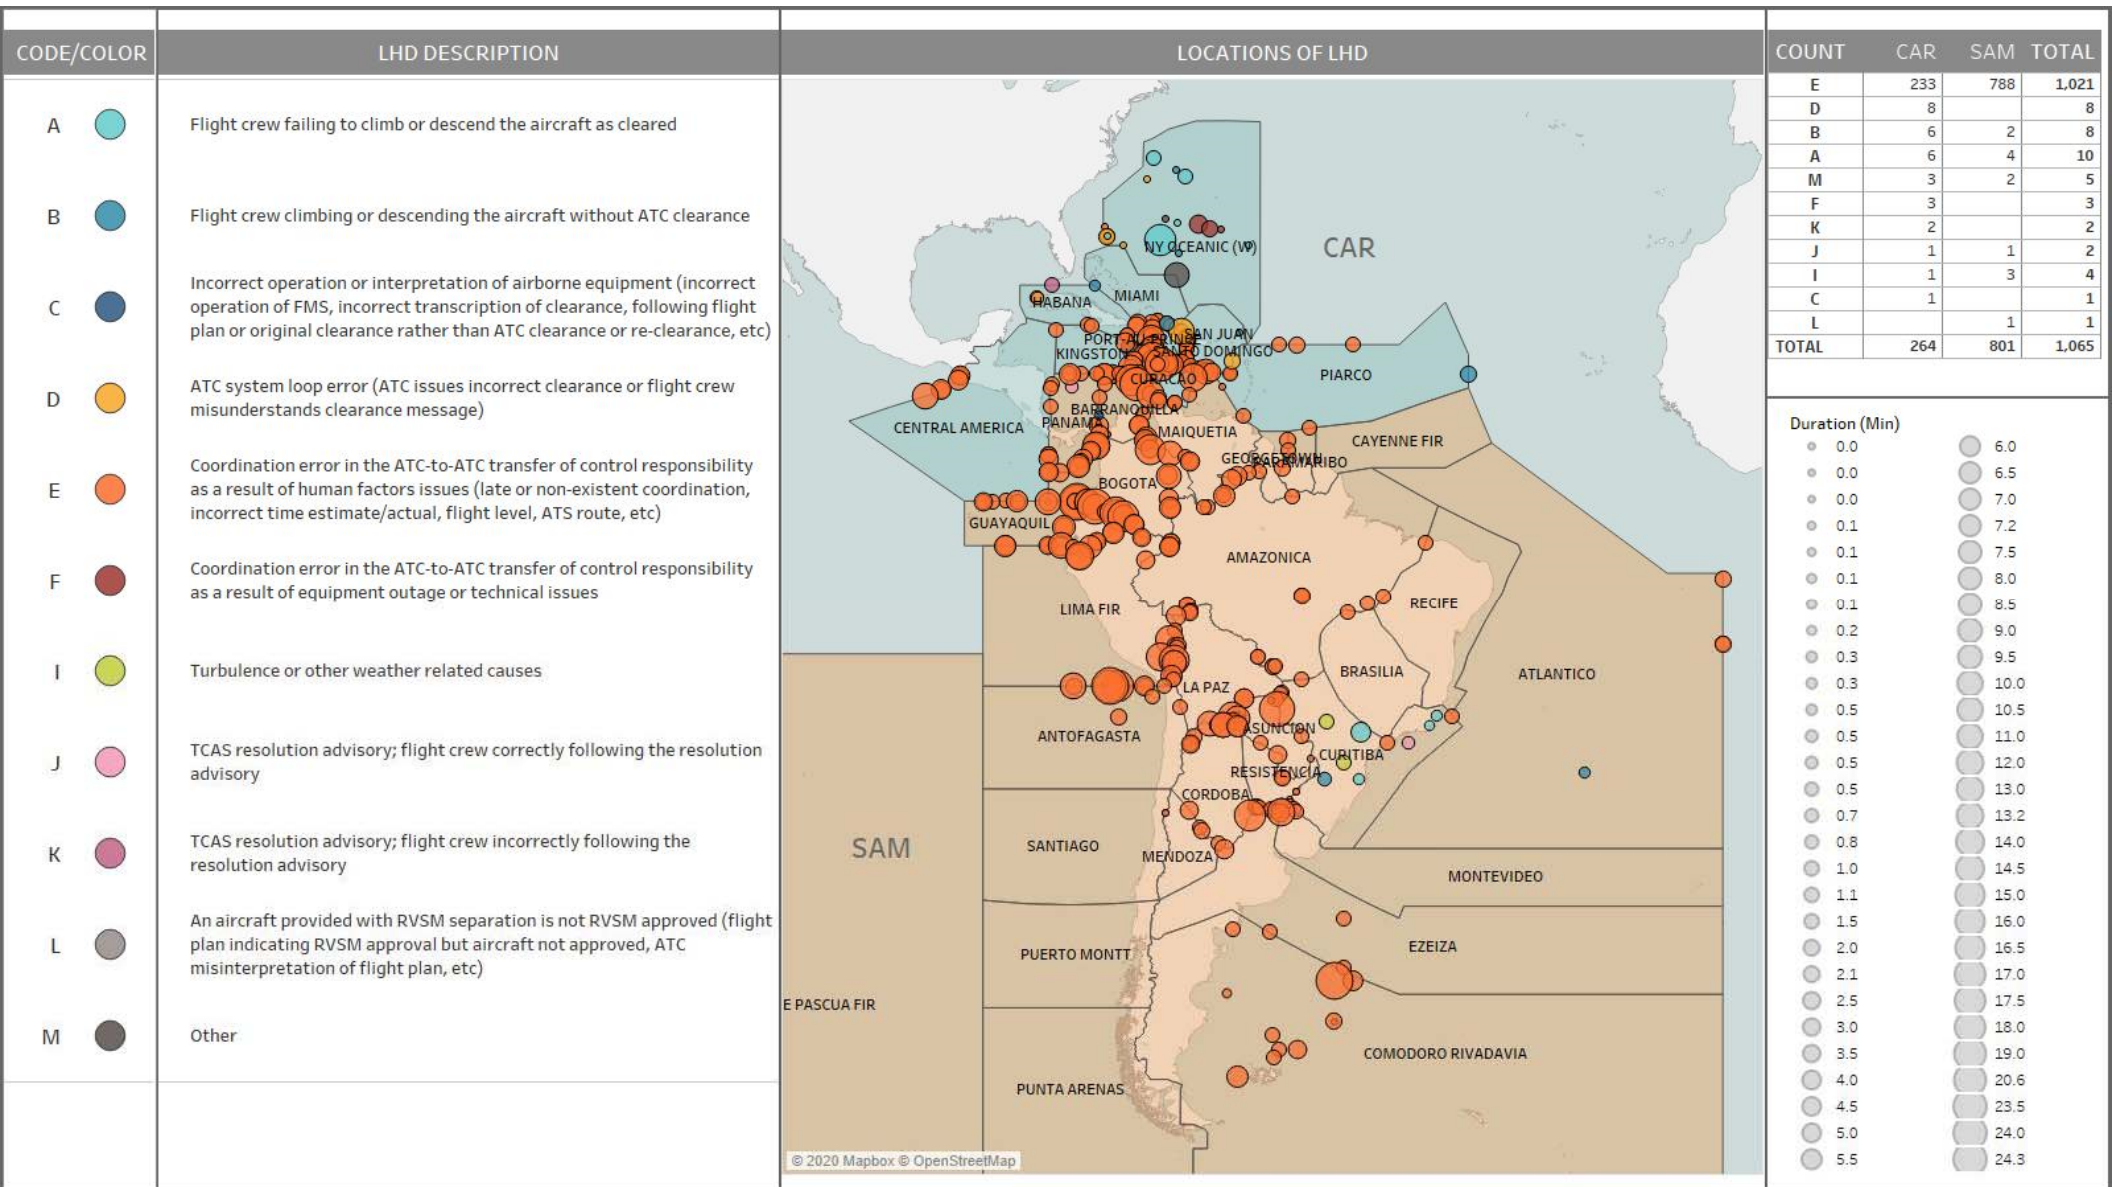 CODE/COLOR
LHD DESCRIPTION
LOCATIONS OF LHD
COUNT CAR SAM TOTAL
A
Flight crew failing to climb or descend the aircraft as cleared
B
Flight crew climbing or descending the aircraft without ATC clearance
C
Incorrect operation or interpretation of airborne equipment (incorrect
operation of FMS, incorrect transcription of clearance, following flight
plan or original clearance rather than ATC clearance or re-clearance, etc)
D
ATC system loop error (ATC issues incorrect clearance or flight crew
misunderstands clearance message)
E
Coordination error in the ATC-to-ATC transfer of control responsibility
as a result of human factors issues (late or non-existent coordination,
incorrect time estimate/actual, flight level, ATS route, etc)
F
Coordination error in the ATC-to-ATC transfer of control responsibility
as a result of equipment outage or technical issues
I
Turbulence or other weather related causes
J
TCAS resolution advisory; flight crew correctly following the resolution
advisory
K
TCAS resolution advisory; flight crew incorrectly following the
resolution advisory
L
An aircraft provided with RVSM separation is not RVSM approved (flight
plan indicating RVSM approval but aircraft not approved, ATC
misinterpretation of flight plan, etc)
M
Other
NY OCEANIC (W)
CAR
HABANA
MIAMI
SAN JUAN
PORT-AU-PRINCE
KINGSTON
SANTO DOMINGO
PIARCO
CURACAO
BARRANQUILLA
PANAMA
CENTRAL AMERICA
MAIQUETIA
CAYENNE FIR
GEORGETOWN
PARAMARIBO
BOGOTA
GUAYAQUIL
AMAZONICA
LIMA FIR
RECIFE
BRASILIA
ATLANTICO
LA PAZ
ASUNCION
ANTOFAGASTA
CURITIBA
RESISTENCIA
CORDOBA
SAM
SANTIAGO
MENDOZA
MONTEVIDEO
EZEIZA
PUERTO MONTT
E PASCUA FIR
COMODORO RIVADAVIA
PUNTA ARENAS
© 2020 Mapbox © OpenStreetMap
E 233 788 1,021
D 8 8
B 6 2 8
A 6 4 10
M 3 2 5
F 3 3
K 2 2
J 1 1 2
I 1 3 4
C 1 1
L 1 1
TOTAL 264 801 1,065
Duration (Min)
0.0 6.0
0.0 6.5
0.0 7.0
0.1 7.2
0.1 7.5
0.1 8.0
0.1 8.5
0.2 9.0
0.3 9.5
0.3 10.0
0.5 10.5
0.5 11.0
0.5 12.0
0.5 13.0
0.7 13.2
0.8 14.0
1.0 14.5
1.1 15.0
1.5 16.0
2.0 16.5
2.1 17.0
2.5 17.5
3.0 18.0
3.5 19.0
4.0 20.6
4.5 23.5
5.0 24.0
5.5 24.3